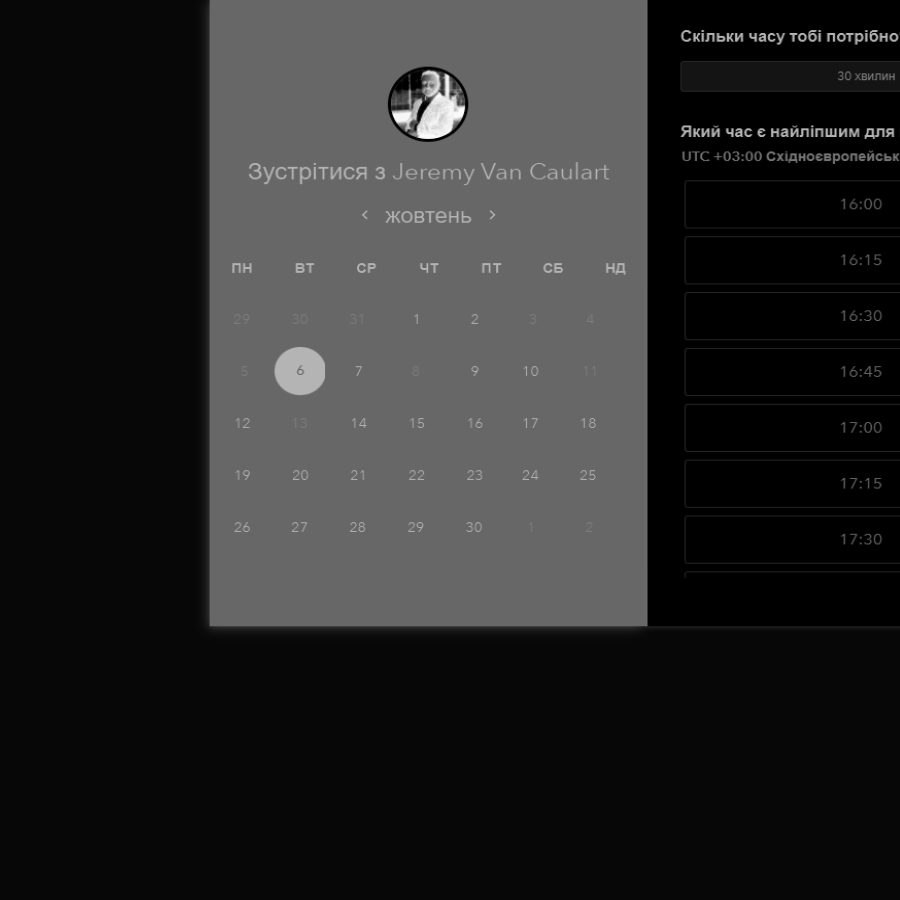 Зустрітися з Jeremy Van Caulart
жовтень
ПН ВТ СР ЧТ ПТ СБ НД
29 30 31 1 2 3 4
5 6 7 8 9 10 11
12 13 14 15 16 17 18
19 20 21 22 23 24 25
26 27 28 29 30 1 2
Скільки часу тобі потрібно
30 хвилин
Який час є найліпшим для
UTC +03:00 Східноєвропейськ
16:00
16:15
16:30
16:45
17:00
17:15
17:30